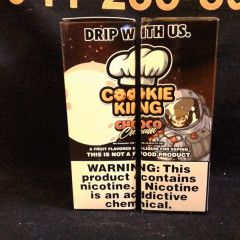 DRIP WITH US.
COOKIE
KING
CHOCO
Cream
THIS IS NOT A FOOD PRODUCT
WARNING: This
product contains
nicotine. Nicotine
is an addictive
chemical.